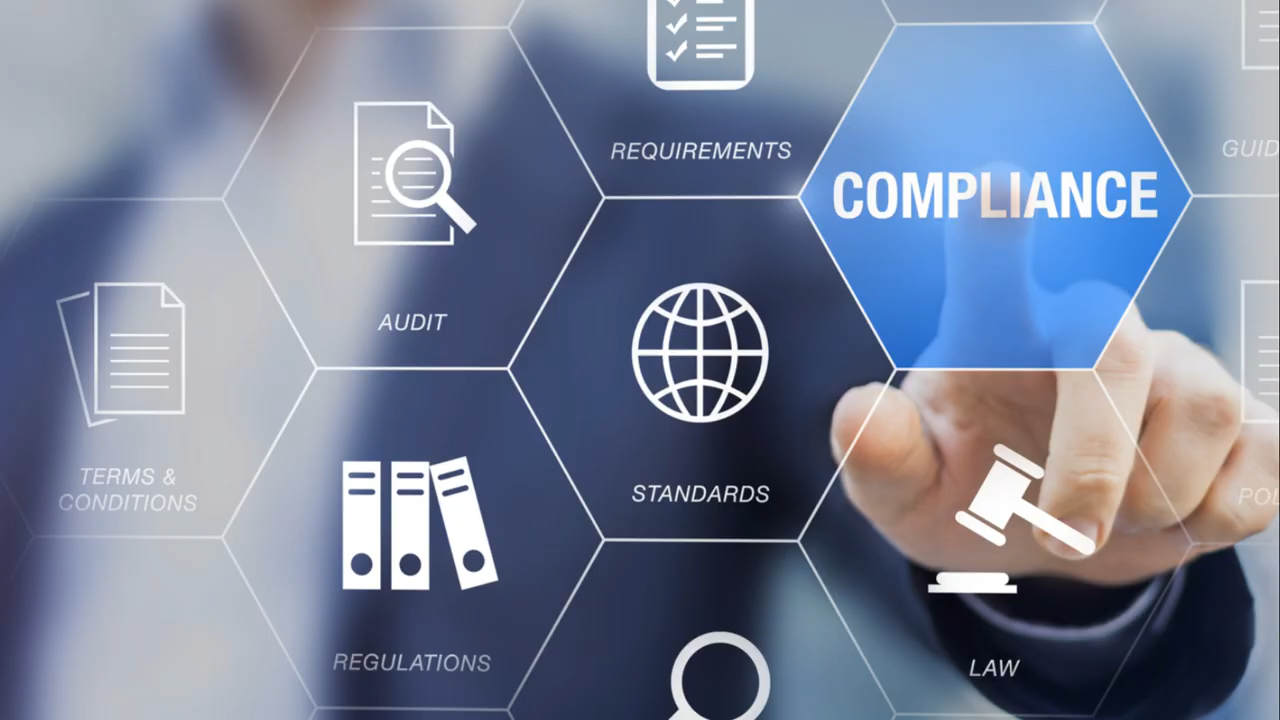 REQUIREMENTS
COMPLIANCE
AUDIT
TERMS &
CONDITIONS
STANDARDS
REGULATIONS
LAW